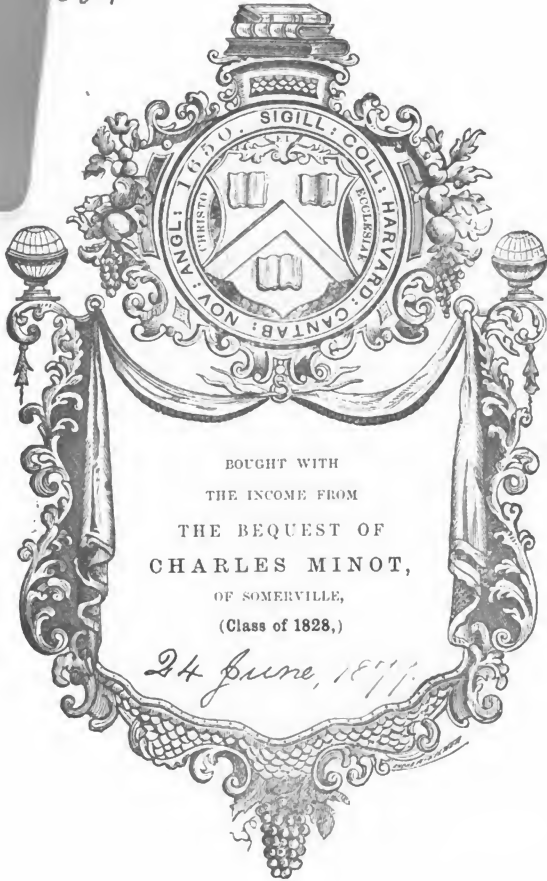 SIGILL: COLL: HARVARD: CANTAB: NOV: ANGL: 1650.
CHRISTO
ECCLESIAE
BOUGHT WITH
THE INCOME FROM
THE BEQUEST OF
CHARLES MINOT,
OF SOMERVILLE,
(Class of 1828,)
24 June,